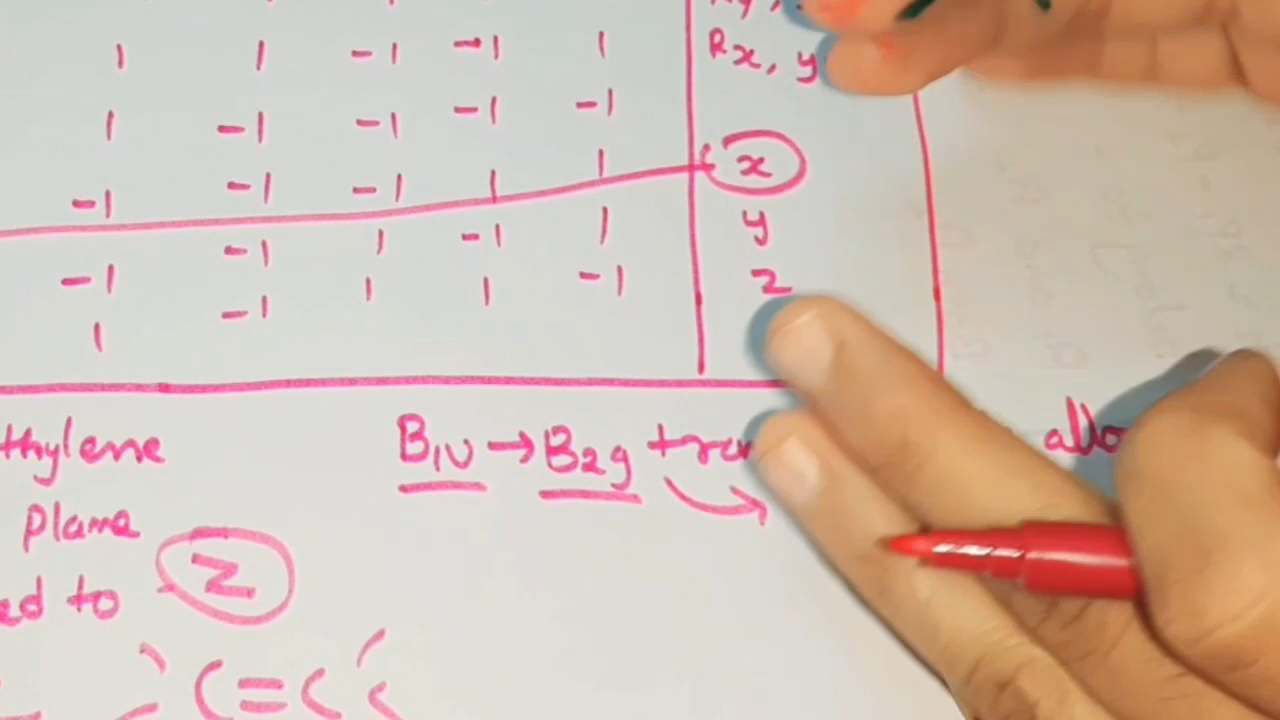 1 1 -1 -1 1 Rx, y
1 -1 -1 -1 -1
-1 -1 -1 1 1 x
-1 -1 1 -1 1 y
1 -1 1 1 -1 z
thylene B1u → B2g
Plane
ed to z
C=C